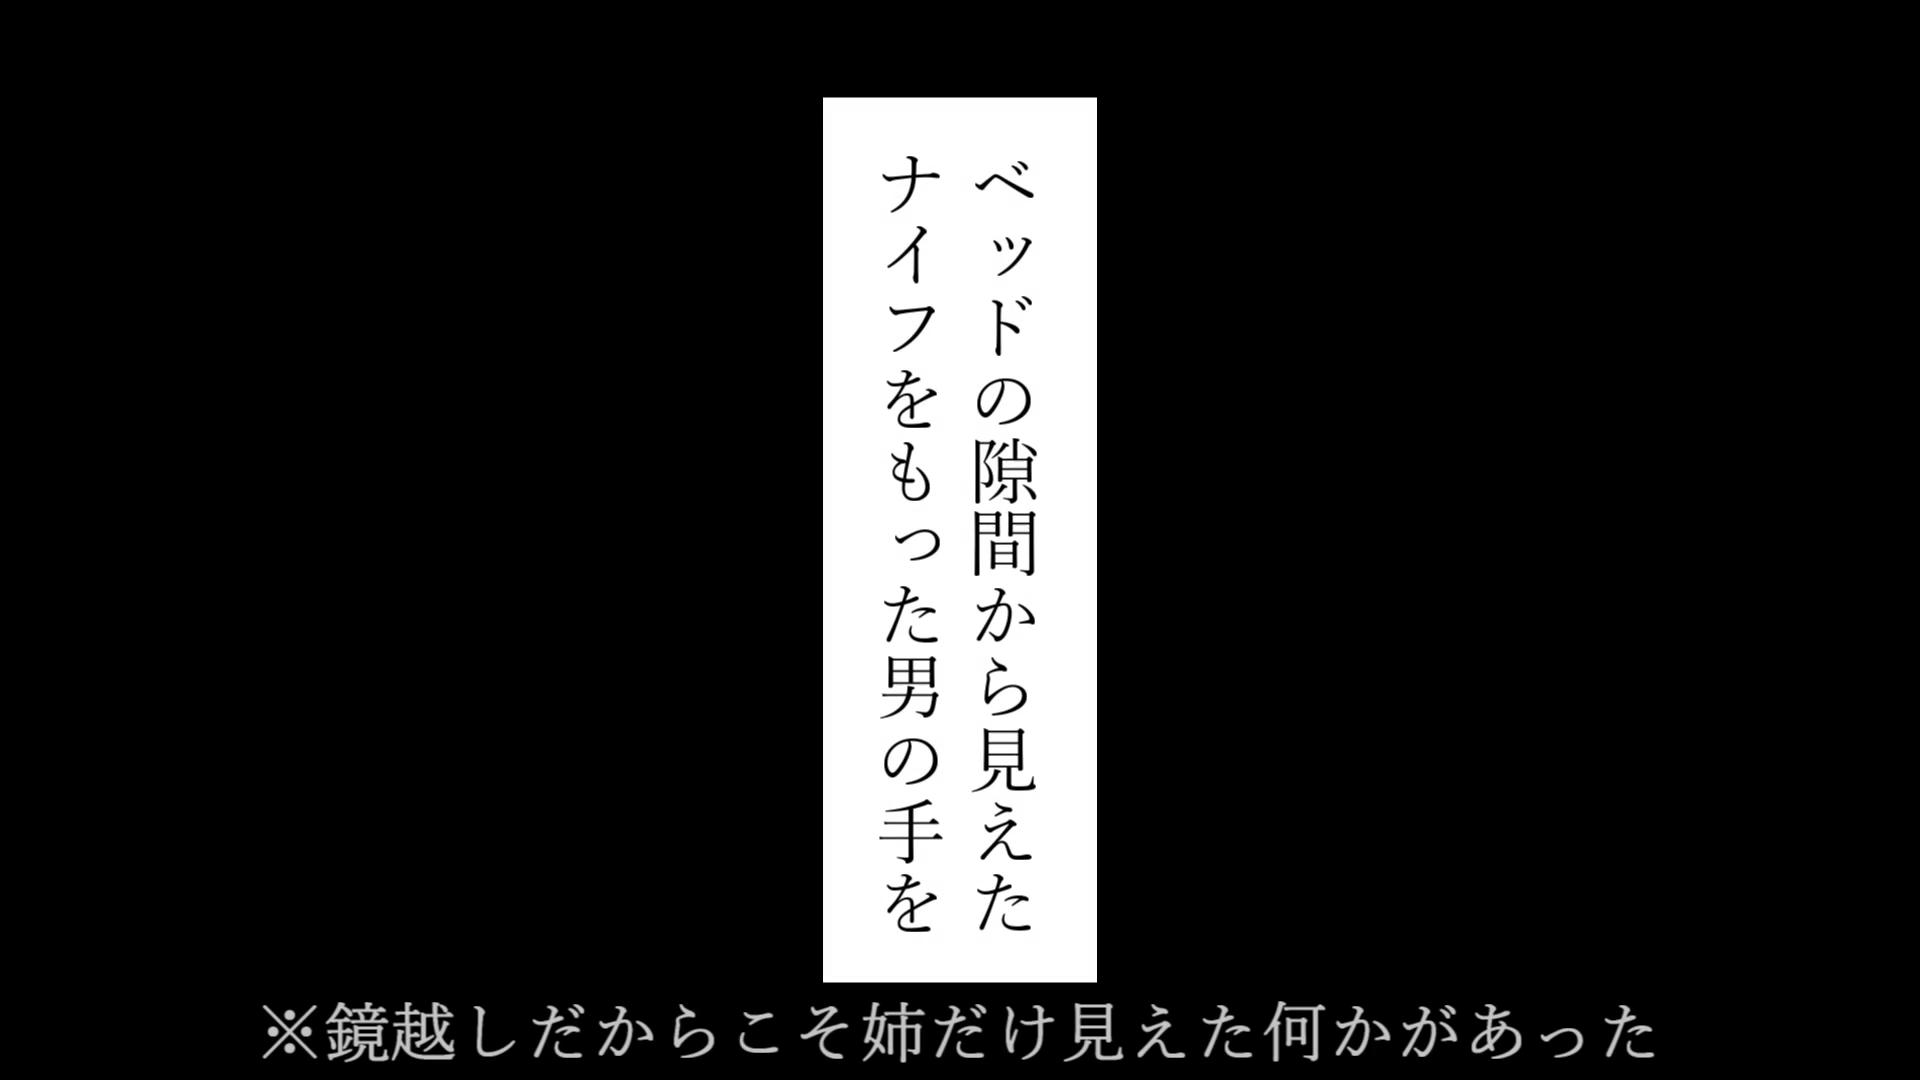 ベッドの隙間から見えた
ナイフをもった男の手を
※鏡越しだからこそ姉だけ見えた何かがあった